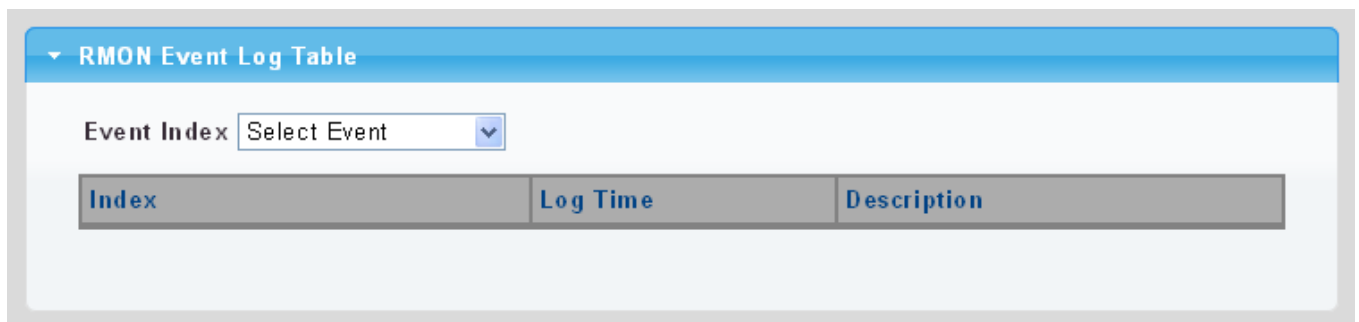 RMON Event Log Table
Event Index Select Event
Index Log Time Description